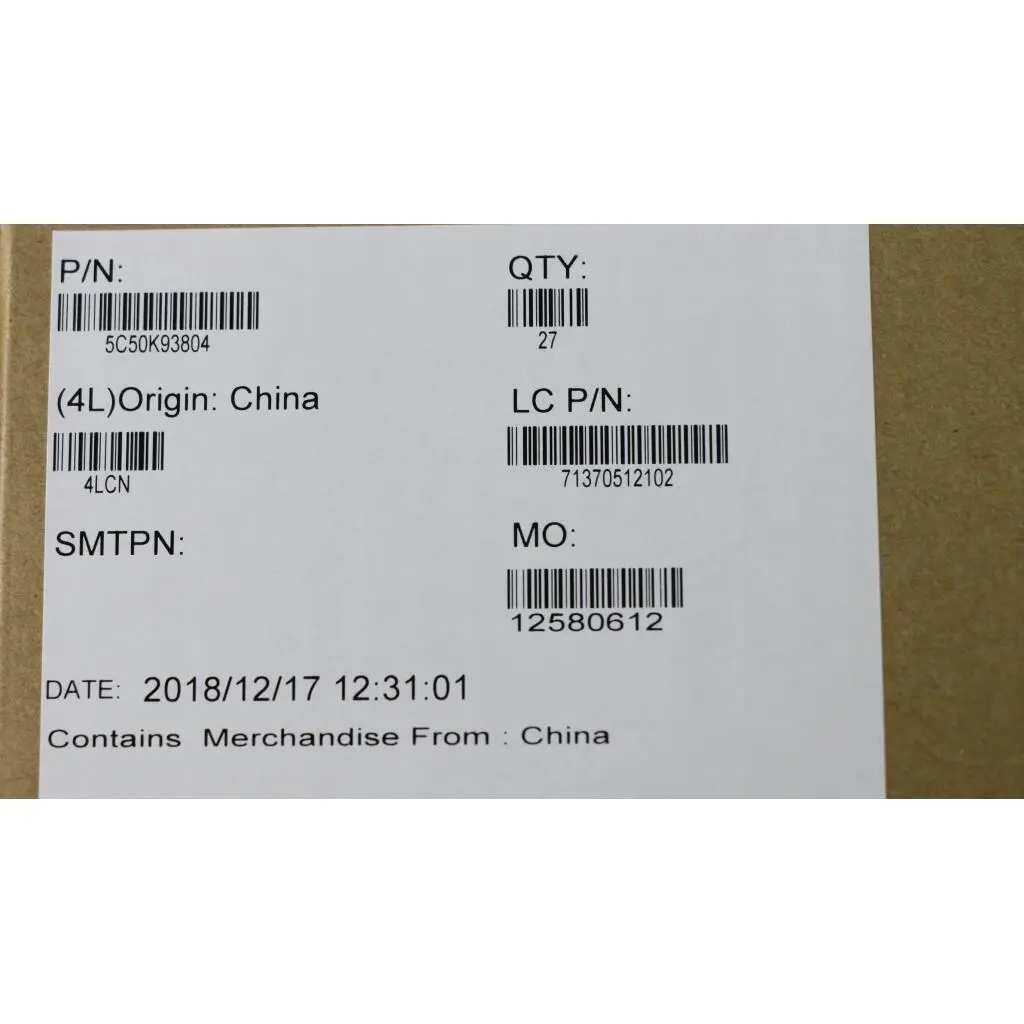 P/N:
5C50K93804
QTY:
27
(4L)Origin: China
4LCN
LC P/N:
71370512102
SMTPN:
MO:
12580612
DATE: 2018/12/17 12:31:01
Contains Merchandise From : China